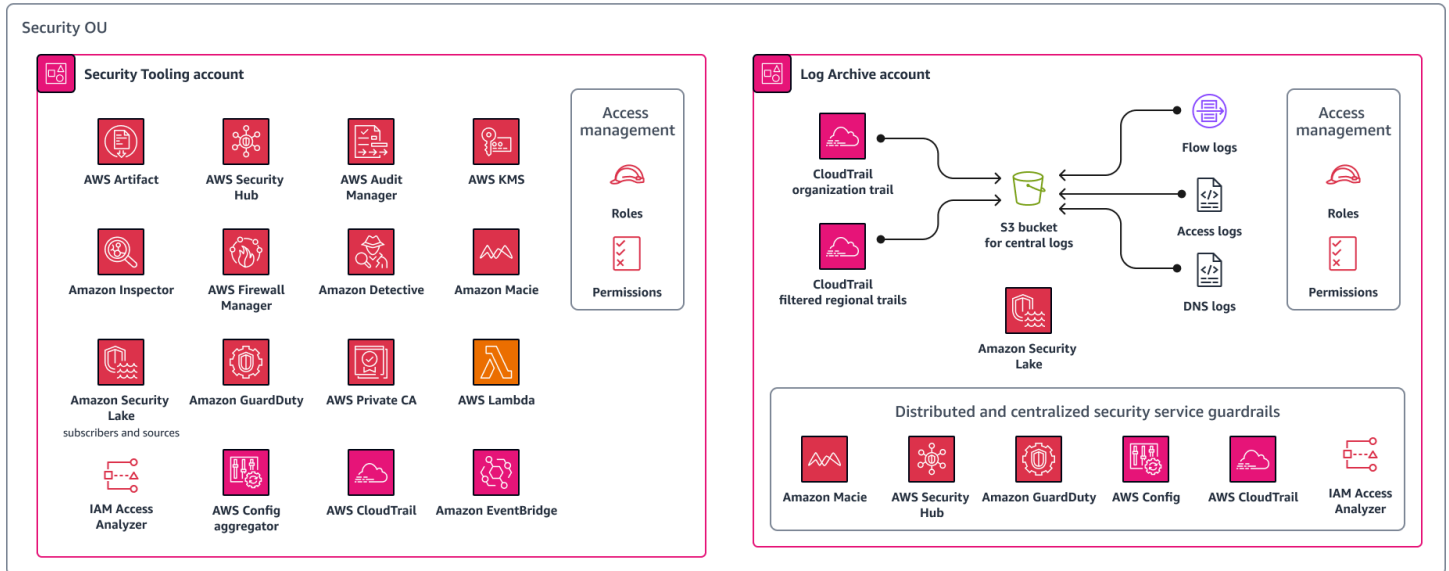 Security OU
Security Tooling account
AWS Artifact
AWS Security
Hub
AWS Audit
Manager
AWS KMS
Amazon Inspector
AWS Firewall
Manager
Amazon Detective
Amazon Macie
Amazon Security
Lake
subscribers and sources
Amazon GuardDuty
AWS Private CA
AWS Lambda
IAM Access
Analyzer
AWS Config
aggregator
AWS CloudTrail
Amazon EventBridge
Access
management
Roles
Permissions
Log Archive account
CloudTrail
organization trail
CloudTrail
filtered regional trails
S3 bucket
for central logs
Flow logs
Access logs
DNS logs
Amazon Security
Lake
Access
management
Roles
Permissions
Distributed and centralized security service guardrails
Amazon Macie
AWS Security
Hub
Amazon GuardDuty
AWS Config
AWS CloudTrail
IAM Access
Analyzer